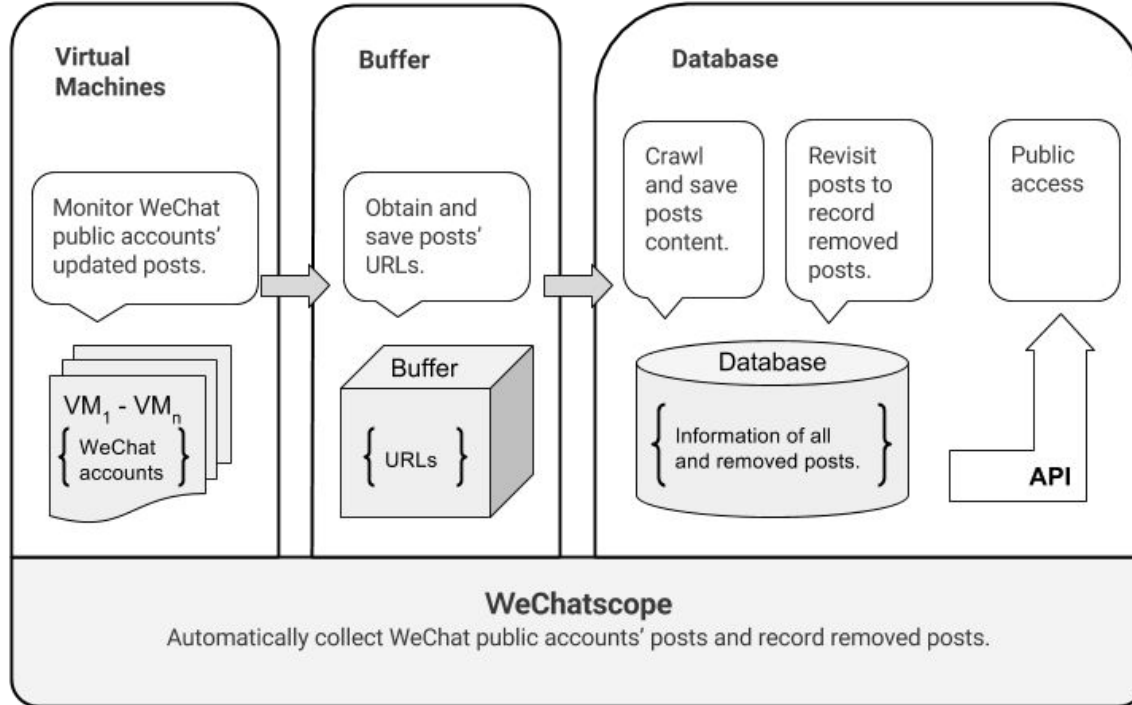 Virtual
Machines
Monitor WeChat
public accounts’
updated posts.
VM1 - VMn
{ WeChat
accounts }
Buffer
Obtain and
save posts’
URLs.
Buffer
{ URLs }
Database
Crawl
and save
posts
content.
Revisit
posts to
record
removed
posts.
Public
access
Database
{ Information of all
and removed posts. }
API
WeChatscope
Automatically collect WeChat public accounts’ posts and record removed posts.